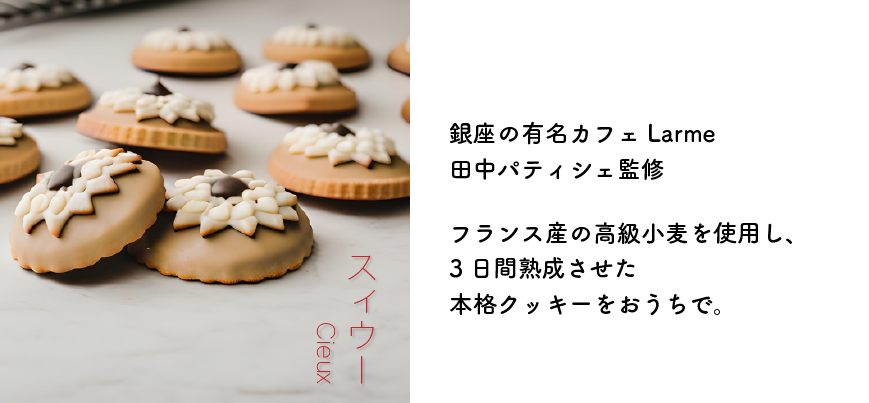 スィウー
Cieux
銀座の有名カフェ Larme
田中パティシェ監修
フランス産の高級小麦を使用し、
3 日間熟成させた
本格クッキーをおうちで。